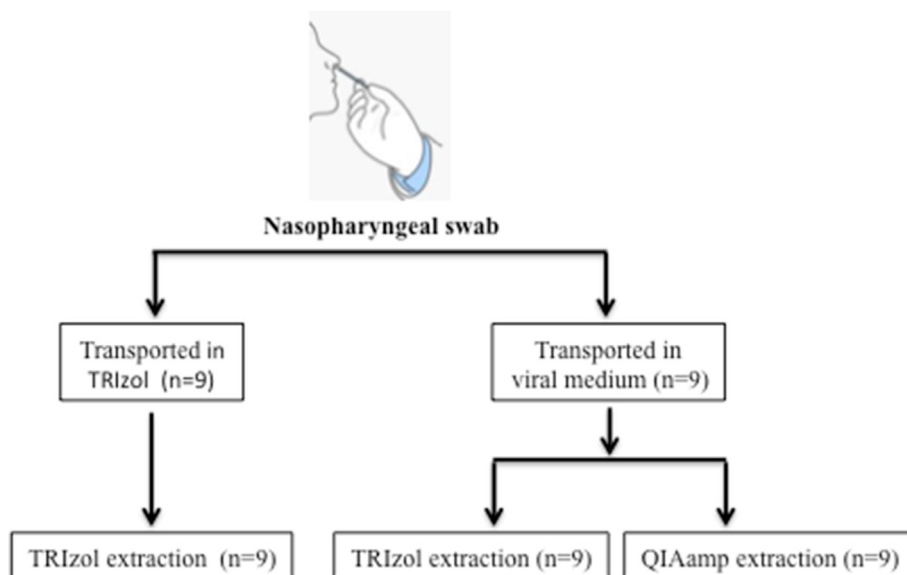 Nasopharyngeal swab
Transported in
TRIzol (n=9)
Transported in
viral medium (n=9)
TRIzol extraction (n=9)
TRIzol extraction (n=9)
QIAamp extraction (n=9)